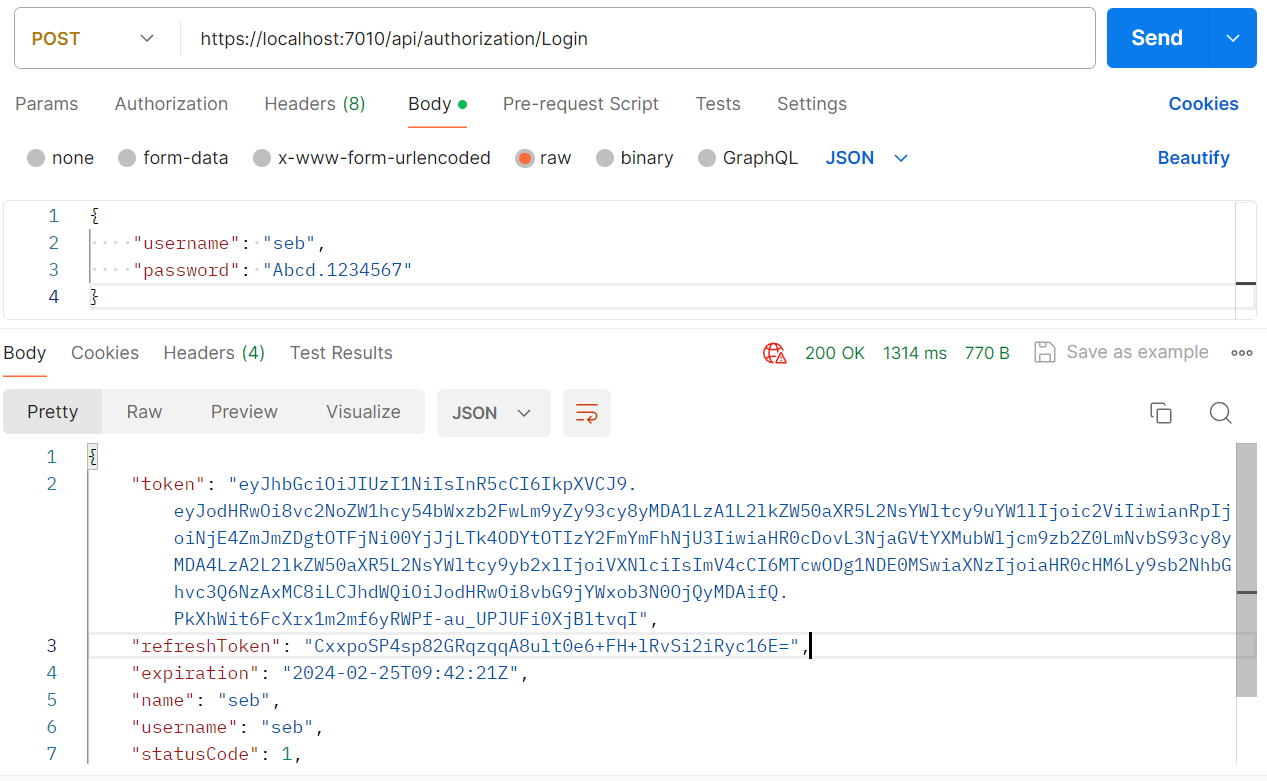 POST
https://localhost:7010/api/authorization/Login
Send
Params Authorization Headers (8) Body Pre-request Script Tests Settings Cookies
none form-data x-www-form-urlencoded raw binary GraphQL JSON Beautify
1 {
2 "username": "seb",
3 "password": "Abcd.1234567"
4 }
Body Cookies Headers (4) Test Results 200 OK 1314 ms 770 B Save as example
Pretty Raw Preview Visualize JSON
1 {
2 "token": "eyJhbGciOiJIUzI1NiIsInR5cCI6IkpXVCJ9.
eyJodHRwOi8vc2NoZW1hcy54bWxzb2FwLm9yZy93cy8yMDA1LzA1L2lkZW50aXR5L2NsYWltcy9uYW1lIjoic2ViIiwianRpIj
oiNjE4ZmJmZDgtOTFjNi00YjJjLTk4ODYtOTIzY2FmYmFhNjU3IiwiaHR0cDovL3NjaGVtYXMubWljcm9zb2Z0LmNvbS93cy8y
MDA4LzA2L2lkZW50aXR5L2NsYWltcy9yb2xlIjoiVXNlciIsImV4cCI6MTcwODg1NDE0MSwiaXNzIjoiaHR0cHM6Ly9sb2NhbG
hvc3Q6NzAxMC8iLCJhdWQiOiJodHRwOi8vbG9jYWxob3N0OjQyMDAifQ.
PkXhWit6FcXrx1m2mf6yRWPf-au_UPJUFi0XjBltvqI",
3 "refreshToken": "CxxpoSP4sp82GRqzqqA8ult0e6+FH+lRvSi2iRyc16E=",
4 "expiration": "2024-02-25T09:42:21Z",
5 "name": "seb",
6 "username": "seb",
7 "statusCode": 1,